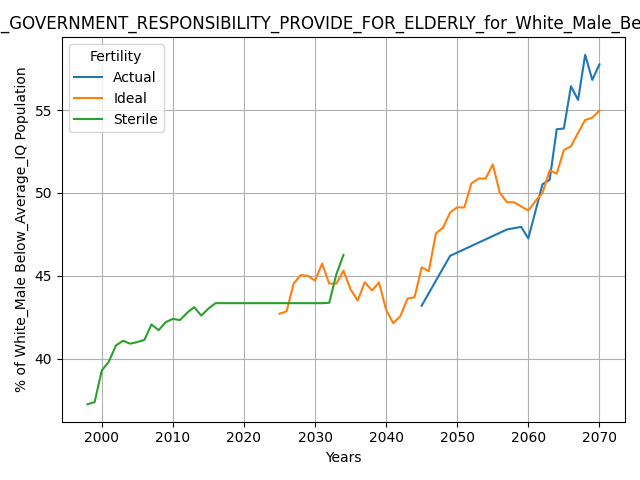 _GOVERNMENT_RESPONSIBILITY_PROVIDE_FOR_ELDERLY_for_White_Male_Be
Fertility
Actual
Ideal
Sterile
% of White_Male Below_Average_IQ Population
55
50
45
40
2000 2010 2020 2030 2040 2050 2060 2070
Years